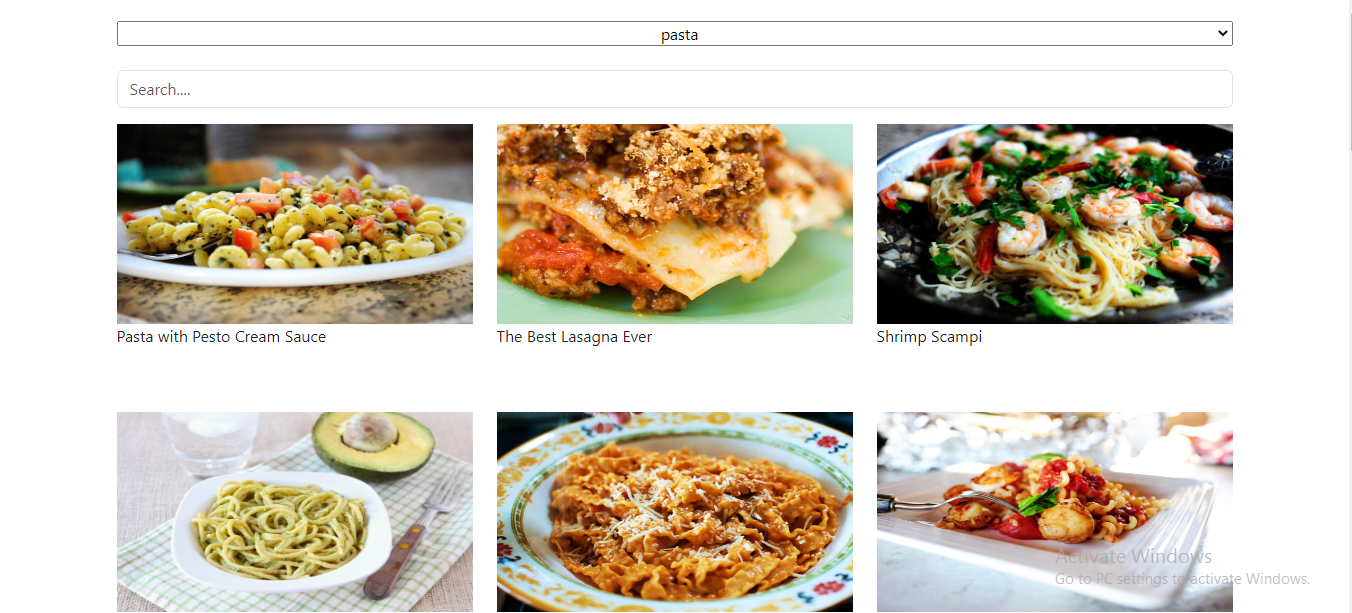 pasta
Search....
Pasta with Pesto Cream Sauce
The Best Lasagna Ever
Shrimp Scampi
Activate Windows
Go to PC settings to activate Windows.